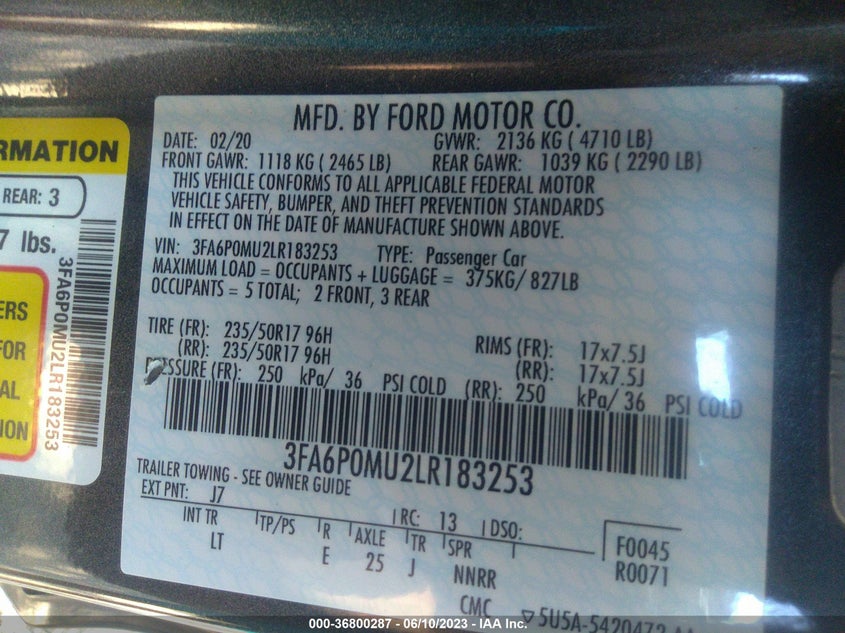 RMATION
REAR: 3
7 lbs.
3FA6P0MU2LR183253
ERS
FOR
AL
ION
MFD. BY FORD MOTOR CO.
DATE: 02/20 GVWR: 2136 KG ( 4710 LB)
FRONT GAWR: 1118 KG ( 2465 LB) REAR GAWR: 1039 KG ( 2290 LB)
THIS VEHICLE CONFORMS TO ALL APPLICABLE FEDERAL MOTOR
VEHICLE SAFETY, BUMPER, AND THEFT PREVENTION STANDARDS
IN EFFECT ON THE DATE OF MANUFACTURE SHOWN ABOVE.
VIN: 3FA6P0MU2LR183253 TYPE: Passenger Car
MAXIMUM LOAD = OCCUPANTS + LUGGAGE = 375KG/ 827LB
OCCUPANTS = 5 TOTAL; 2 FRONT, 3 REAR
TIRE (FR): 235/50R17 96H RIMS (FR): 17x7.5J
(RR): 235/50R17 96H (RR): 17x7.5J
ESSURE (FR): 250 kPa/ 36 PSI COLD (RR): 250 kPa/ 36 PSI COLD
3FA6P0MU2LR183253
TRAILER TOWING - SEE OWNER GUIDE
EXT PNT: J7 RC: 13 DSO:
INT TR TP/PS R AXLE TR SPR F0045
LT E 25 J NNRR R0071
CMC 5U5A-5420472
000-36800287 - 06/10/2023 - IAA Inc.